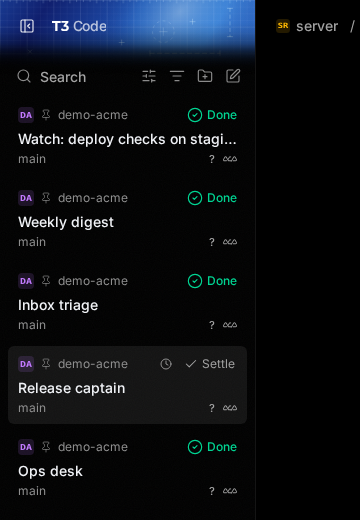 T3 Code
SR server /
Search
DA demo-acme Done
Watch: deploy checks on stagi...
main ?
DA demo-acme Done
Weekly digest
main ?
DA demo-acme Done
Inbox triage
main ?
DA demo-acme Settle
Release captain
main ?
DA demo-acme Done
Ops desk
main ?